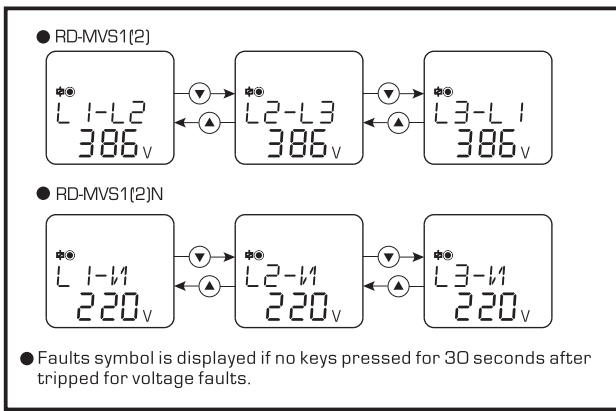 ● RD-MVS1(2)
L1-L2 L2-L3 L3-L1
386V 386V 386V
● RD-MVS1(2)N
L1-N L2-N L3-N
220V 220V 220V
● Faults symbol is displayed if no keys pressed for 30 seconds after
tripped for voltage faults.